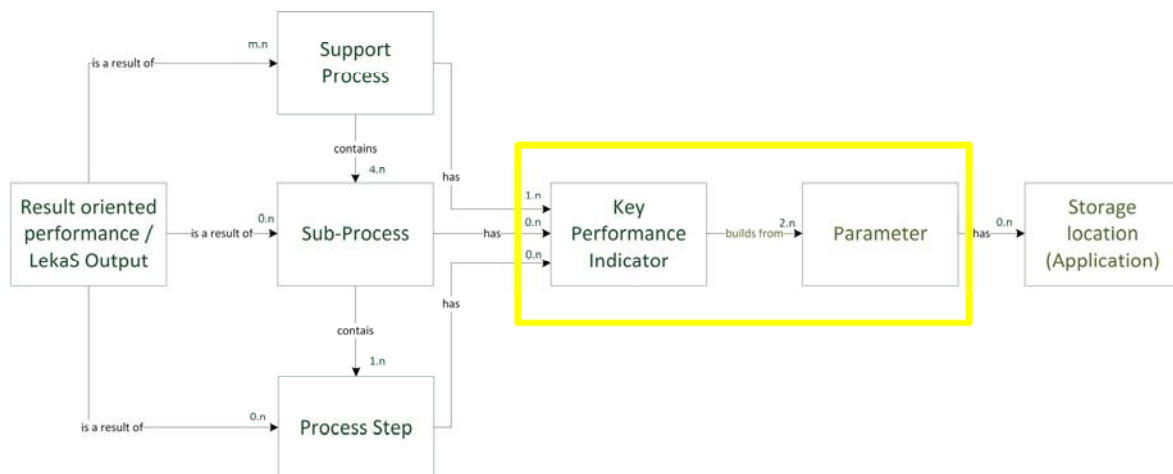 m.n
Support
Process
is a result of
contains
4.n
has
1.n
Result oriented
performance /
LekaS Output
0.n
is a result of
Sub-Process
has
0.n
0.n
Key
Performance
Indicator
builds from
2.n
Parameter
has
0.n
Storage
location
(Application)
has
contais
1.n
0.n
is a result of
Process Step